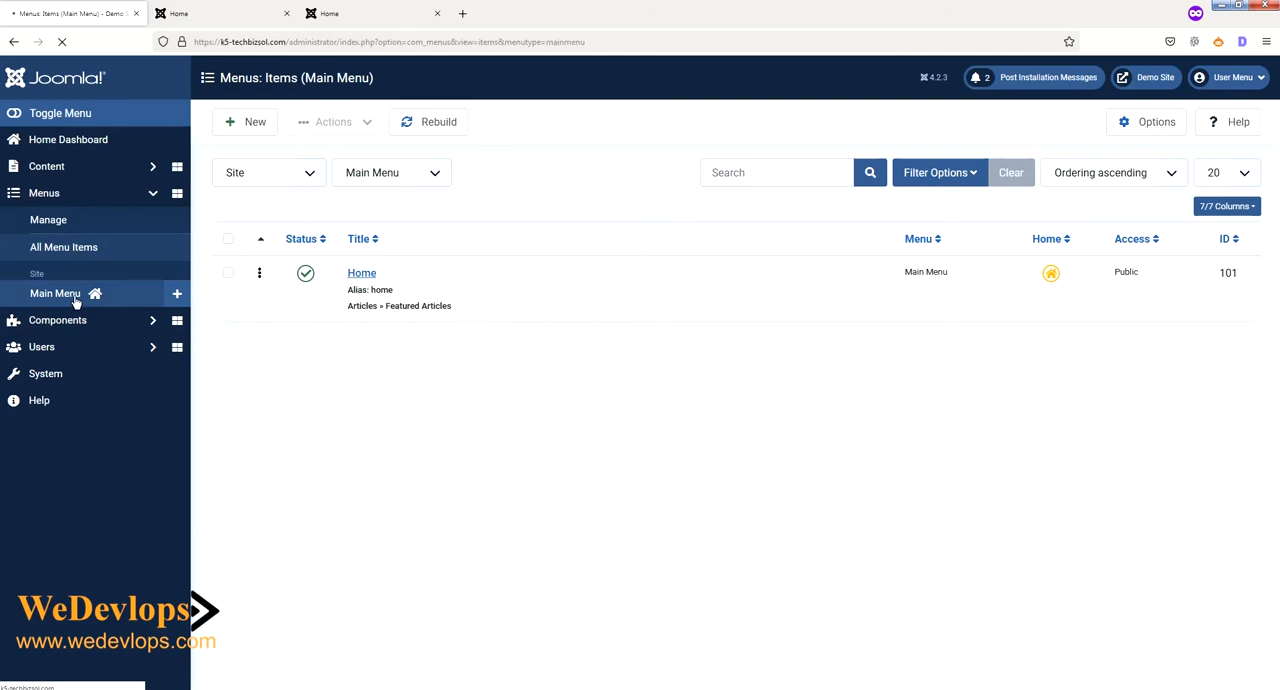 Menus: Items (Main Menu) - Demo S
Home
Home
https://k5-techbizsol.com/administrator/index.php?option=com_menus&view=items&menutype=mainmenu
Joomla!®
Menus: Items (Main Menu)
4.2.3
2
Post Installation Messages
Demo Site
User Menu
Toggle Menu
Home Dashboard
Content
Menus
Manage
All Menu Items
Site
Main Menu
Components
Users
System
Help
New
Actions
Rebuild
Options
? Help
Site
Main Menu
Search
Filter Options
Clear
Ordering ascending
20
7/7 Columns
Status
Title
Menu
Home
Access
ID
Home
Alias: home
Articles » Featured Articles
Main Menu
Public
101
WeDevlops
www.wedevlops.com
k5-techbizsol.com